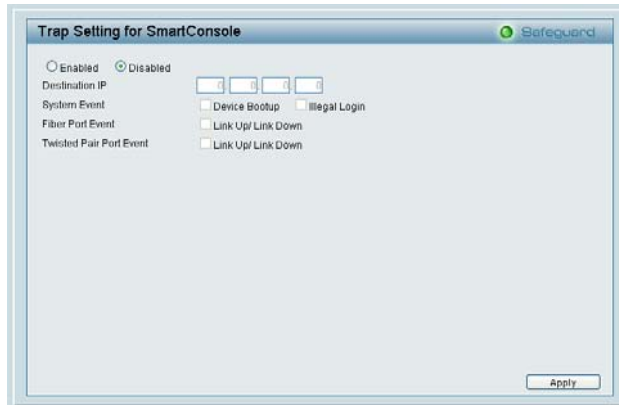 Trap Setting for SmartConsole Safeguard
Enabled Disabled
Destination IP 0. 0. 0. 0
System Event Device Bootup Illegal Login
Fiber Port Event Link Up/ Link Down
Twisted Pair Port Event Link Up/ Link Down
Apply